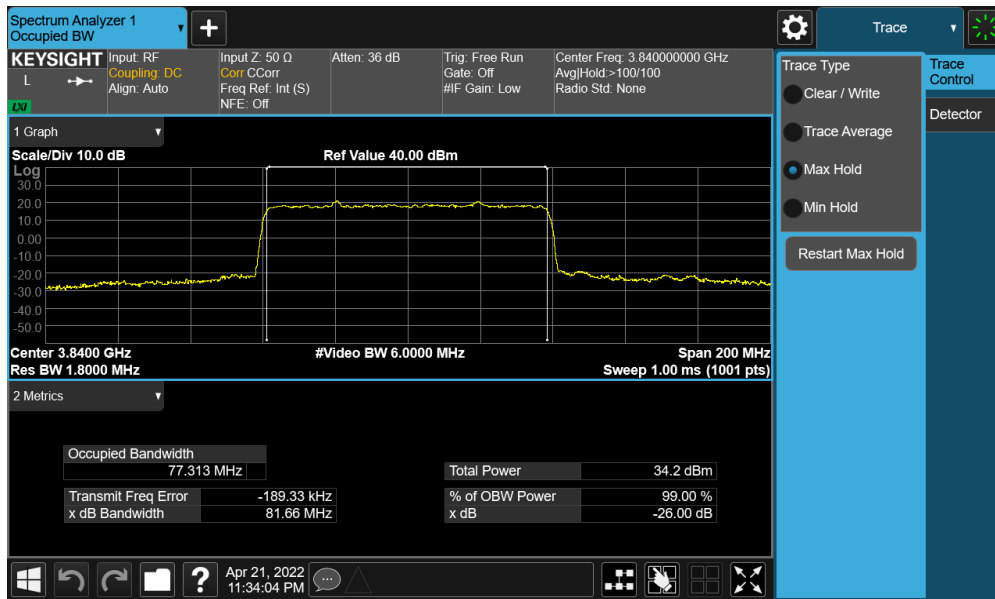 Spectrum Analyzer 1
Occupied BW
+
Trace
KEYSIGHT
L
LXI
Input: RF
Coupling: DC
Align: Auto
Input Z: 50 Ω
Corr CCorr
Freq Ref: Int (S)
NFE: Off
Atten: 36 dB
Trig: Free Run
Gate: Off
#IF Gain: Low
Center Freq: 3.840000000 GHz
Avg|Hold:>100/100
Radio Std: None
Trace Type
Clear / Write
Trace Average
Max Hold
Min Hold
Restart Max Hold
Trace
Control
Detector
1 Graph
Scale/Div 10.0 dB
Ref Value 40.00 dBm
Log
30.0
20.0
10.0
0.00
-10.0
-20.0
-30.0
-40.0
-50.0
Center 3.8400 GHz
#Video BW 6.0000 MHz
Span 200 MHz
Res BW 1.8000 MHz
Sweep 1.00 ms (1001 pts)
2 Metrics
Occupied Bandwidth
77.313 MHz
Total Power 34.2 dBm
Transmit Freq Error -189.33 kHz
% of OBW Power 99.00 %
x dB Bandwidth 81.66 MHz
x dB -26.00 dB
?
Apr 21, 2022
11:34:04 PM